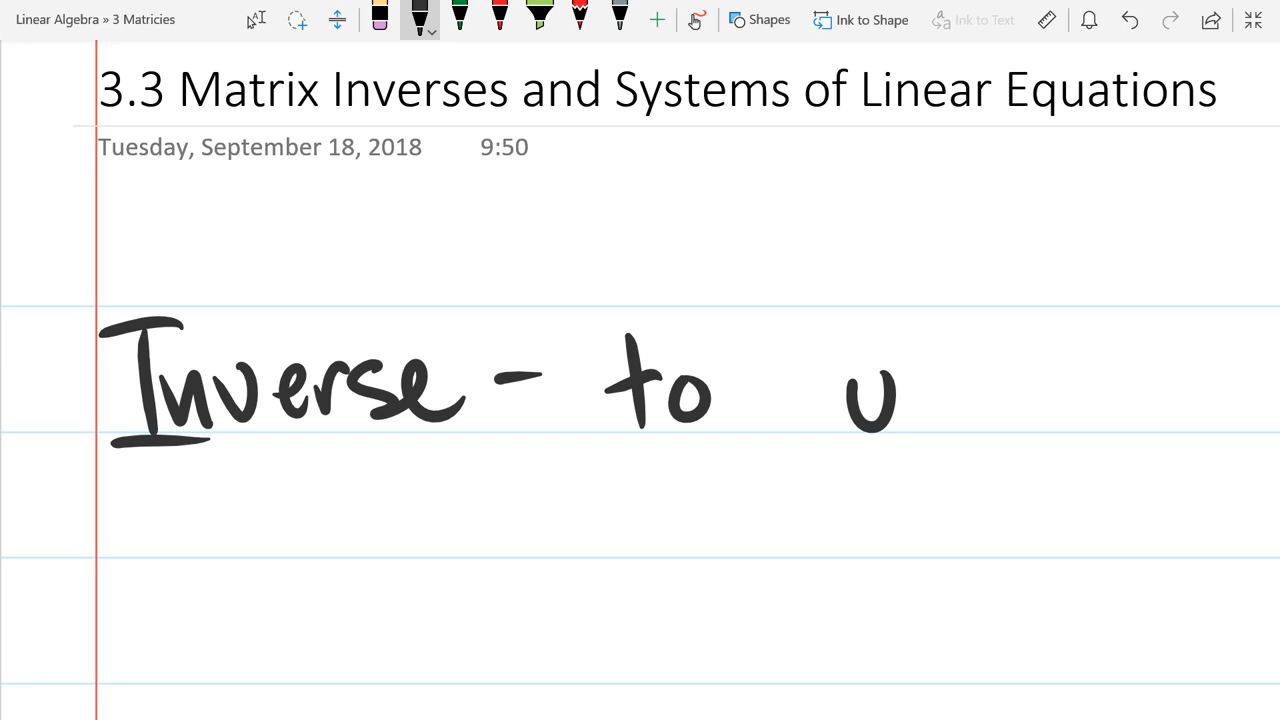 Linear Algebra » 3 Matricies
Shapes Ink to Shape Ink to Text
3.3 Matrix Inverses and Systems of Linear Equations
Tuesday, September 18, 2018 9:50
Inverse - to u